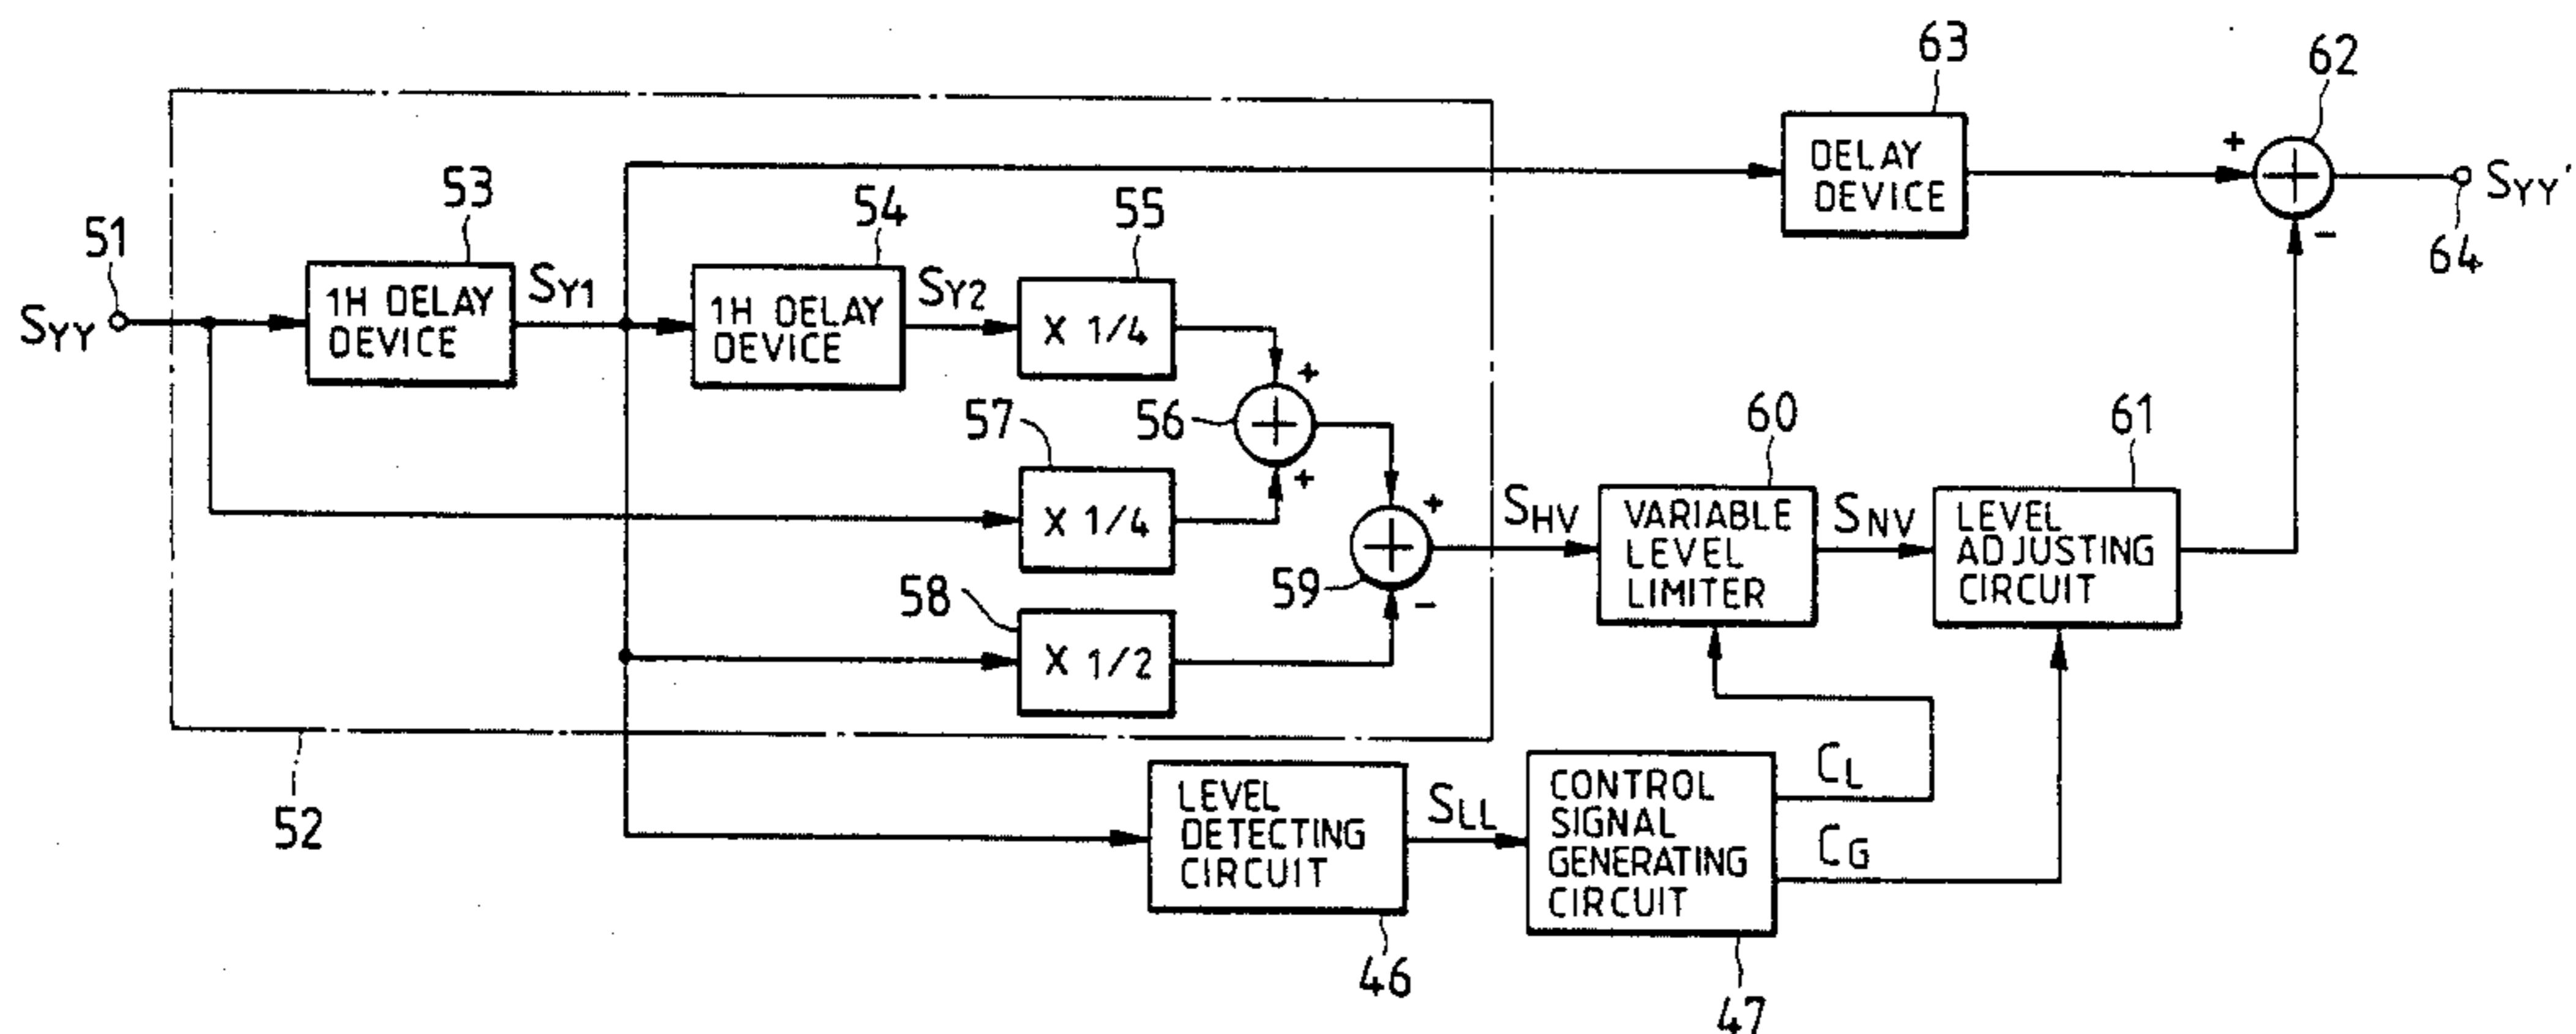 63
62
DELAY
DEVICE
+
-
SYY'
64
53
54
55
51
SYY
1H DELAY
DEVICE
SY1
1H DELAY
DEVICE
SY2
X 1/4
+
57
56
+
X 1/4
58
X 1/2
59
+
-
SHV
60
VARIABLE
LEVEL
LIMITER
SNV
61
LEVEL
ADJUSTING
CIRCUIT
52
LEVEL
DETECTING
CIRCUIT
46
SLL
CONTROL
SIGNAL
GENERATING
CIRCUIT
47
CL
CG